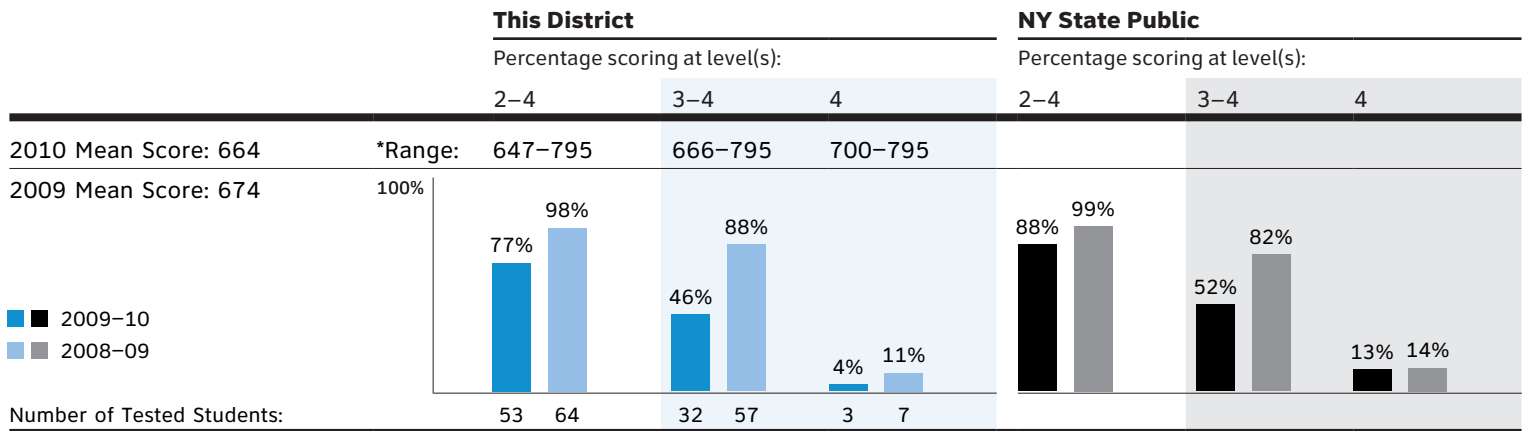 This District NY State Public
Percentage scoring at level(s): Percentage scoring at level(s):
2–4 3–4 4 2–4 3–4 4
2010 Mean Score: 664 *Range: 647–795 666–795 700–795
2009 Mean Score: 674 100%
77% 98% 46% 88% 4% 11% 88% 99% 52% 82% 13% 14%
2009–10
2008–09
Number of Tested Students: 53 64 32 57 3 7